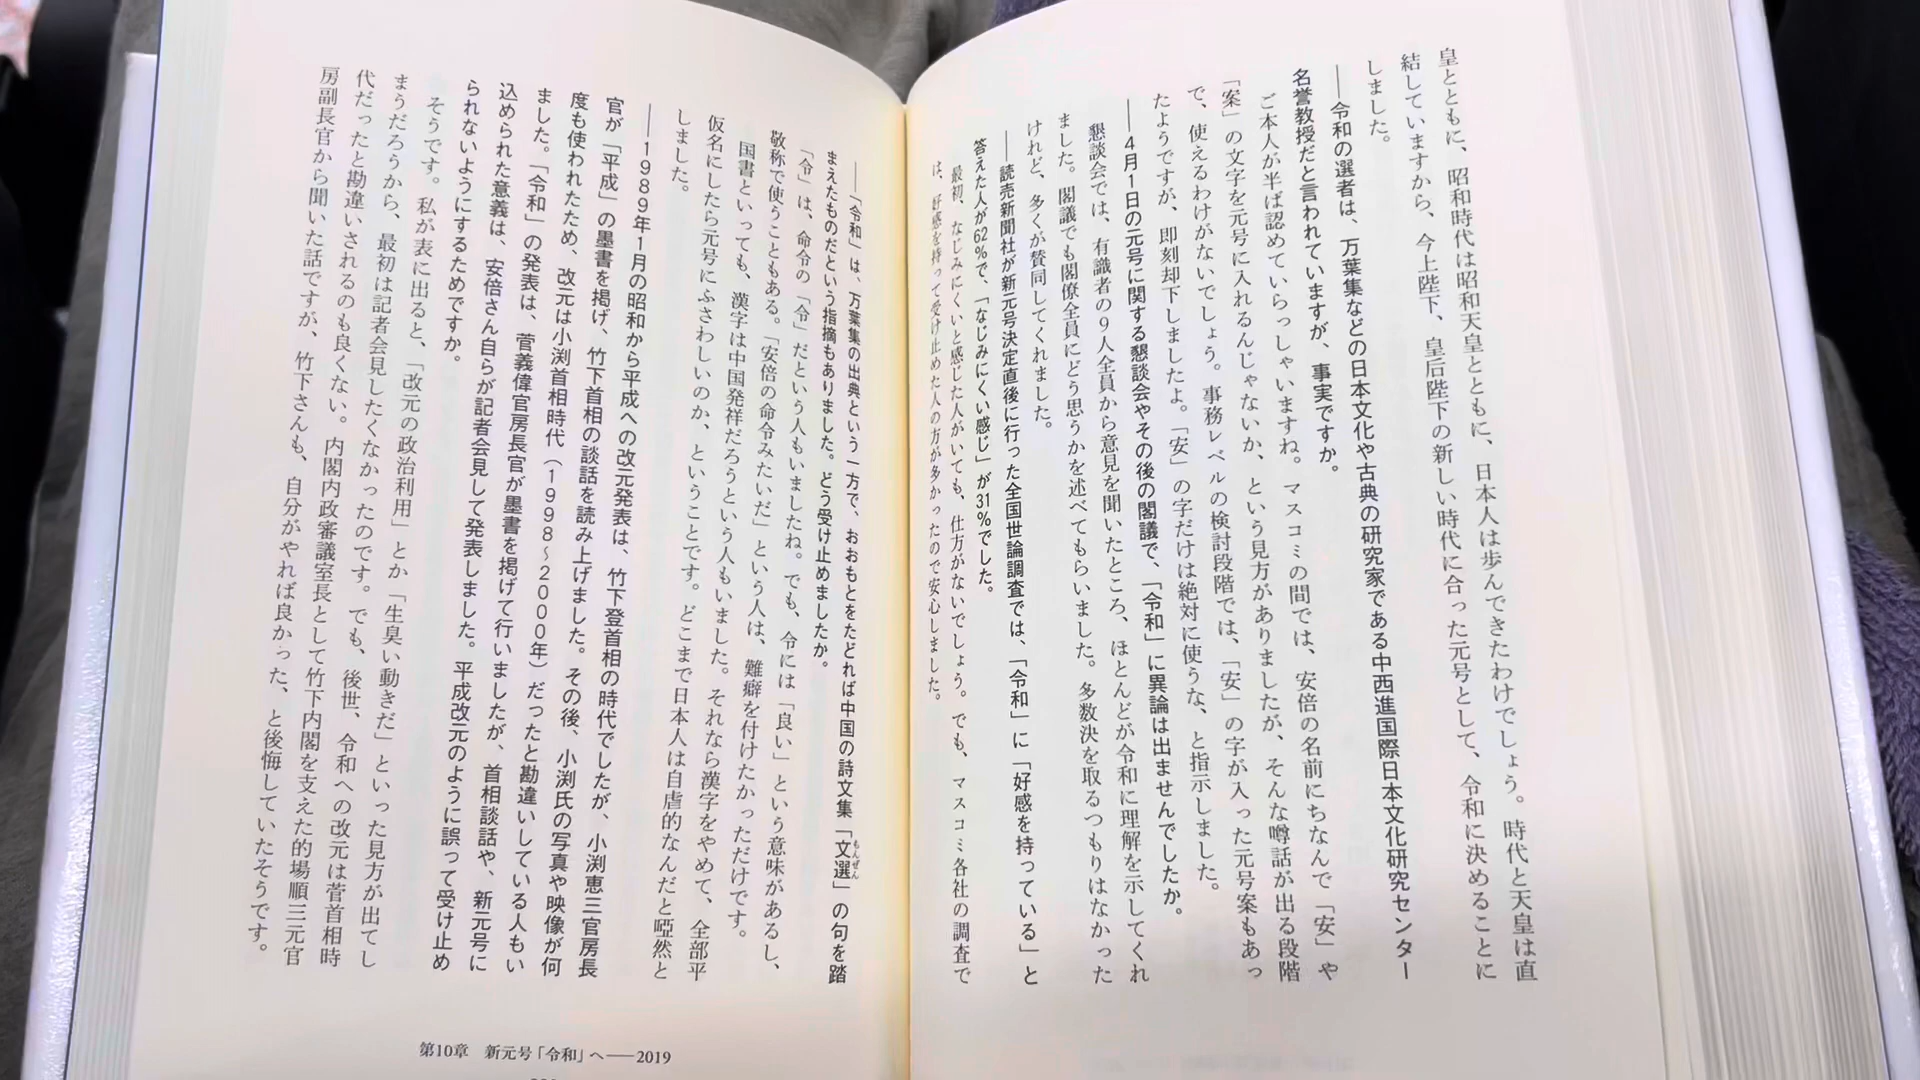 皇とともに、昭和時代は昭和天皇とともに、日本人は歩んできたわけでしょう。時代と天皇は直
結していますから、今上陛下、皇后陛下の新しい時代に合った元号として、令和に決めることに
しました。
――令和の選者は、万葉集などの日本文化や古典の研究家である中西進国際日本文化研究センター
名誉教授だと言われていますが、事実ですか。
ご本人が半ば認めていらっしゃいますね。マスコミの間では、安倍の名前にちなんで「安」や
「案」の文字を元号に入れるんじゃないか、という見方がありましたが、そんな噂話が出る段階
で、使えるわけがないでしょう。事務レベルの検討段階では、「安」の字が入った元号案もあっ
たようですが、即刻却下しましたよ。「安」の字だけは絶対に使うな、と指示しました。
――4月1日の元号に関する懇談会やその後の閣議で、「令和」に異論は出ませんでしたか。
懇談会では、有識者の9人全員から意見を聞いたところ、ほとんどが令和に理解を示してくれ
ました。閣議でも閣僚全員にどう思うかを述べてもらいました。多数決を取るつもりはなかった
けれど、多くが賛同してくれました。
――読売新聞社が新元号決定直後に行った全国世論調査では、「令和」に「好感を持っている」と
答えた人が62%で、「なじみにくい感じ」が31%でした。
最初、なじみにくいと感じた人がいても、仕方がないでしょう。でも、マスコミ各社の調査で
は、好感を持って受け止めた人の方が多かったので安心しました。
――「令和」は、万葉集の出典という一方で、おおもとをたどれば中国の詩文集「文選もんぜん」の句を踏
まえたものだという指摘もありました。どう受け止めましたか。
「令」は、命令の「令」だという人もいましたね。でも、令には「良い」という意味があるし、
敬称で使うこともある。「安倍の命令みたいだ」という人は、難癖を付けたかっただけです。
国書といっても、漢字は中国発祥だろうという人もいました。それなら漢字をやめて、全部平
仮名にしたら元号にふさわしいのか、ということです。どこまで日本人は自虐的なんだと啞然と
しました。
――1989年1月の昭和から平成への改元発表は、竹下登首相の時代でしたが、小渕恵三官房長
官が「平成」の墨書を掲げ、竹下首相の談話を読み上げました。その後、小渕氏の写真や映像が何
度も使われたため、改元は小渕首相時代（1998〜2000年）だったと勘違いしている人もい
ました。「令和」の発表は、菅義偉官房長官が墨書を掲げて行いましたが、首相談話や、新元号に
込められた意義は、安倍さん自らが記者会見して発表しました。平成改元のように誤って受け止め
られないようにするためですか。
そうです。私が表に出ると、「改元の政治利用」とか「生臭い動きだ」といった見方が出てし
まうだろうから、最初は記者会見したくなかったのです。でも、後世、令和への改元は菅首相時
代だったと勘違いされるのも良くない。内閣内政審議室長として竹下内閣を支えた的場順三元官
房副長官から聞いた話ですが、竹下さんも、自分がやれば良かった、と後悔していたそうです。
第10章 新元号「令和」へ――2019